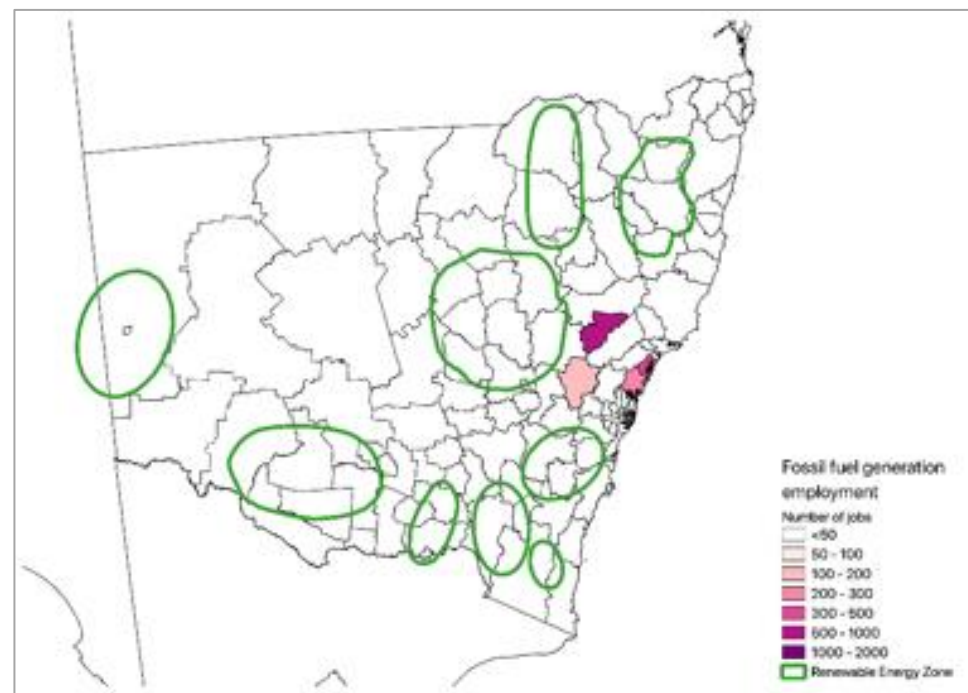 Fossil fuel generation
employment
Number of jobs
<50
50 - 100
100 - 200
200 - 300
300 - 500
500 - 1000
1000 - 2000
Renewable Energy Zone